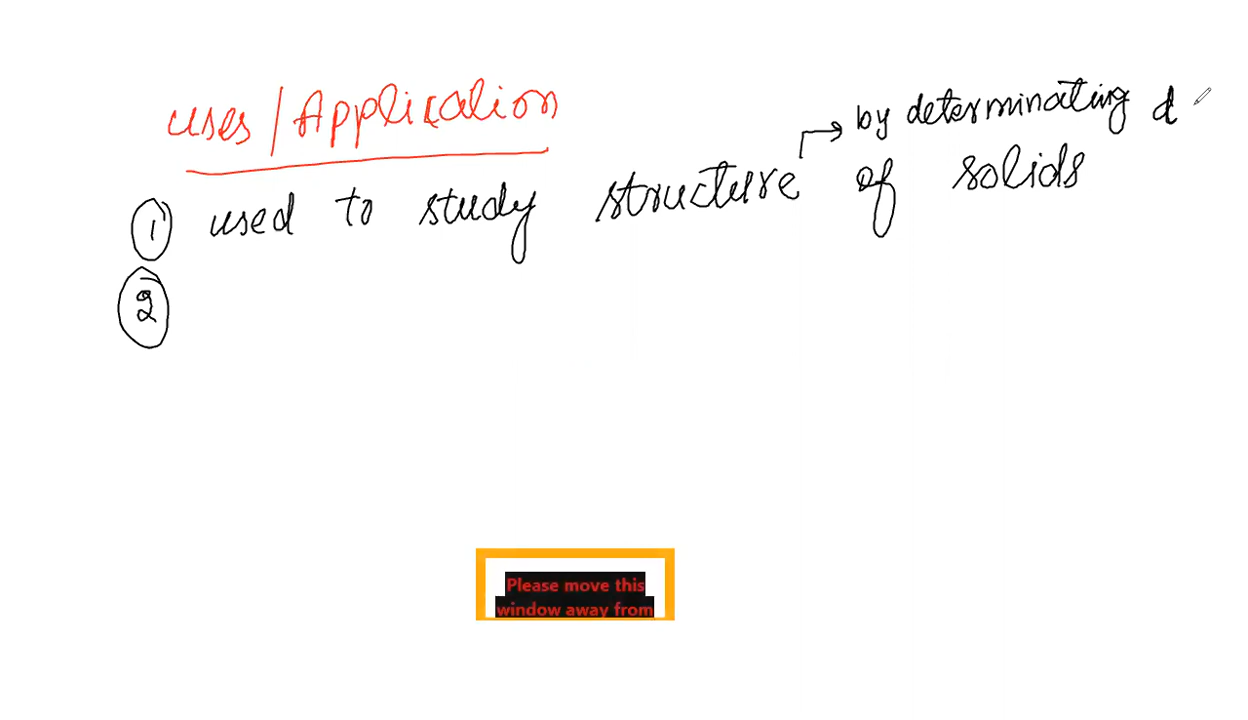 uses/Application
by determinating d
① used to study structure of solids
②
Please move this
window away from